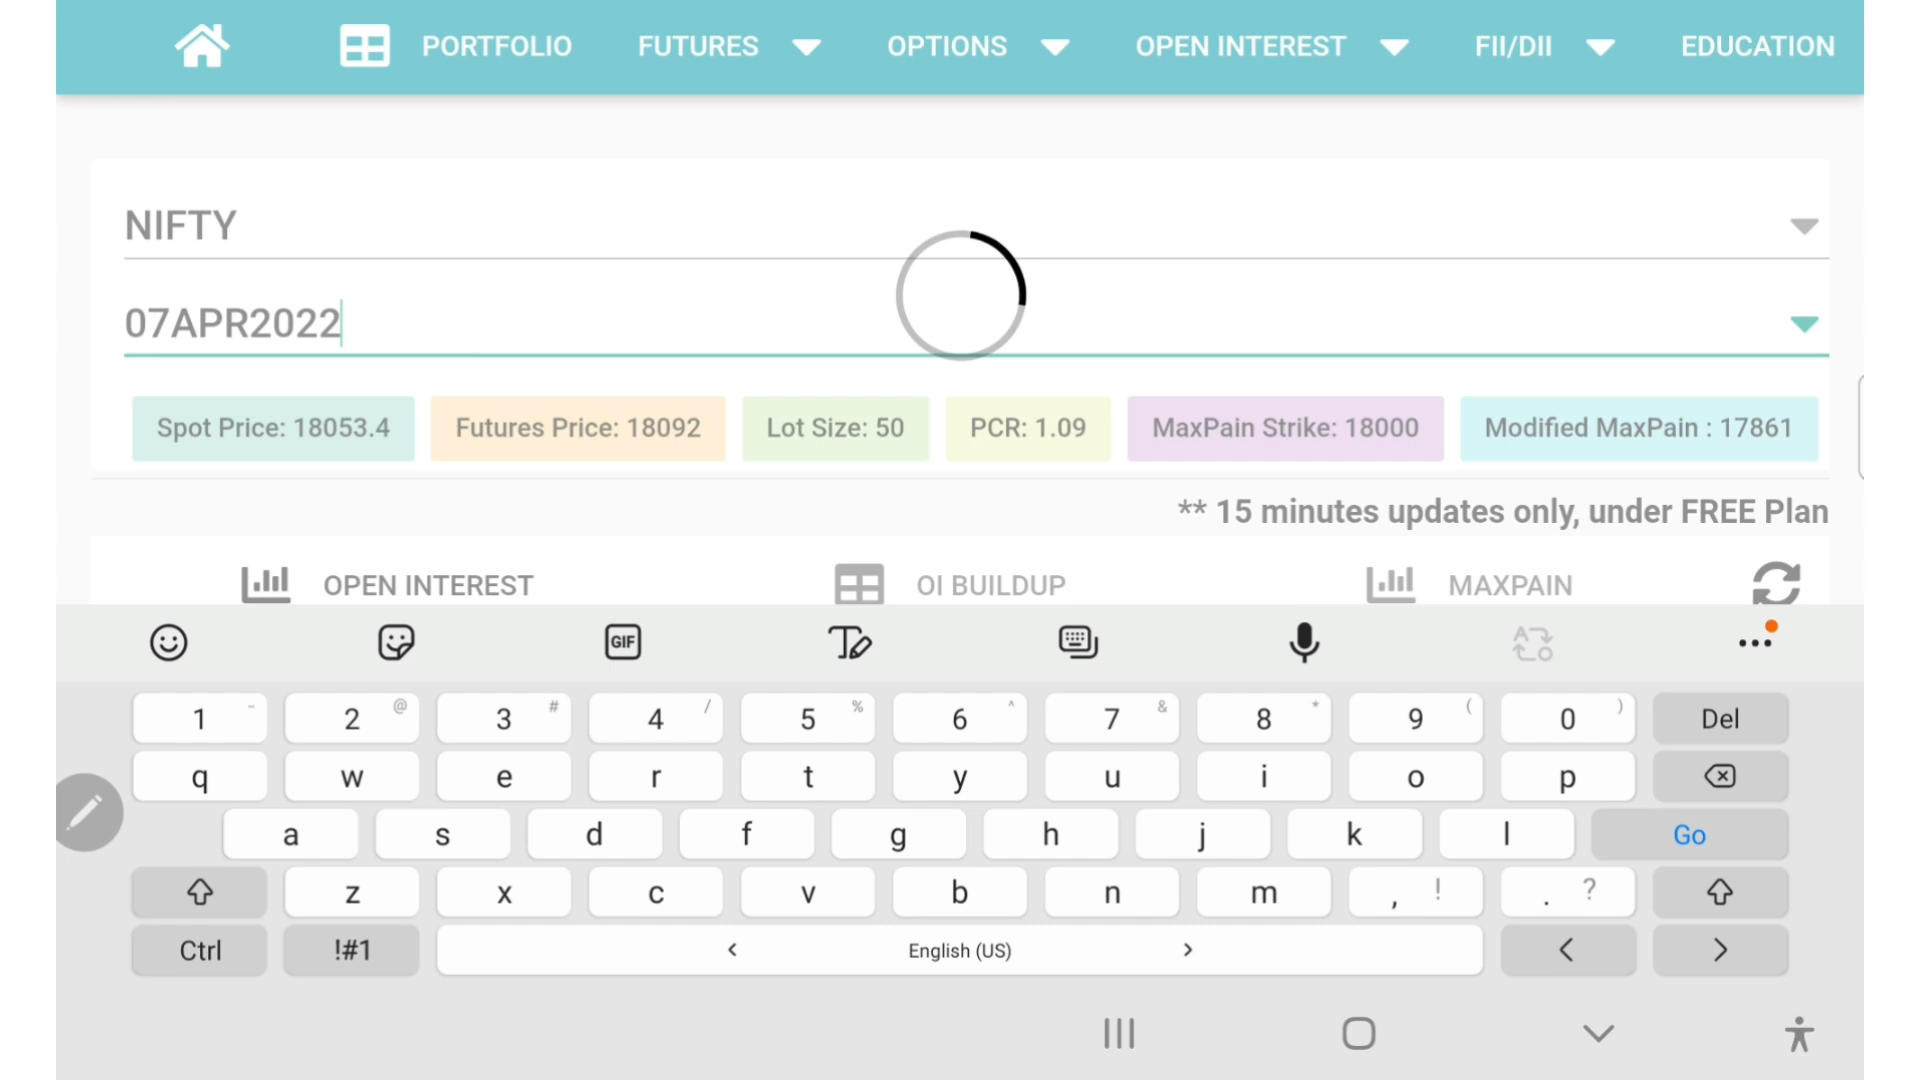 PORTFOLIO FUTURES OPTIONS OPEN INTEREST FII/DII EDUCATION
NIFTY
07APR2022
Spot Price: 18053.4 Futures Price: 18092 Lot Size: 50 PCR: 1.09 MaxPain Strike: 18000 Modified MaxPain : 17861
** 15 minutes updates only, under FREE Plan
OPEN INTEREST OI BUILDUP MAXPAIN
GIF
1 - 2 @ 3 # 4 / 5 % 6 ^ 7 & 8 * 9 ( 0 ) Del
q w e r t y u i o p
a s d f g h j k l Go
z x c v b n m , ! . ?
Ctrl !#1 < English (US) > < >